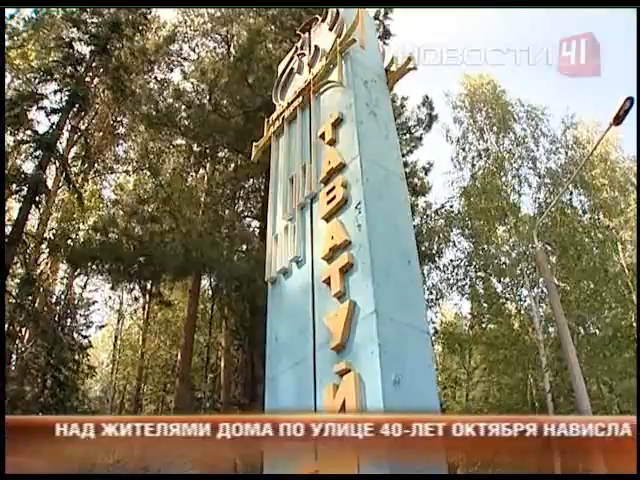 НОВОСТИ 41
ТАВАТУЙ
НАД ЖИТЕЛЯМИ ДОМА ПО УЛИЦЕ 40-ЛЕТ ОКТЯБРЯ НАВИСЛА